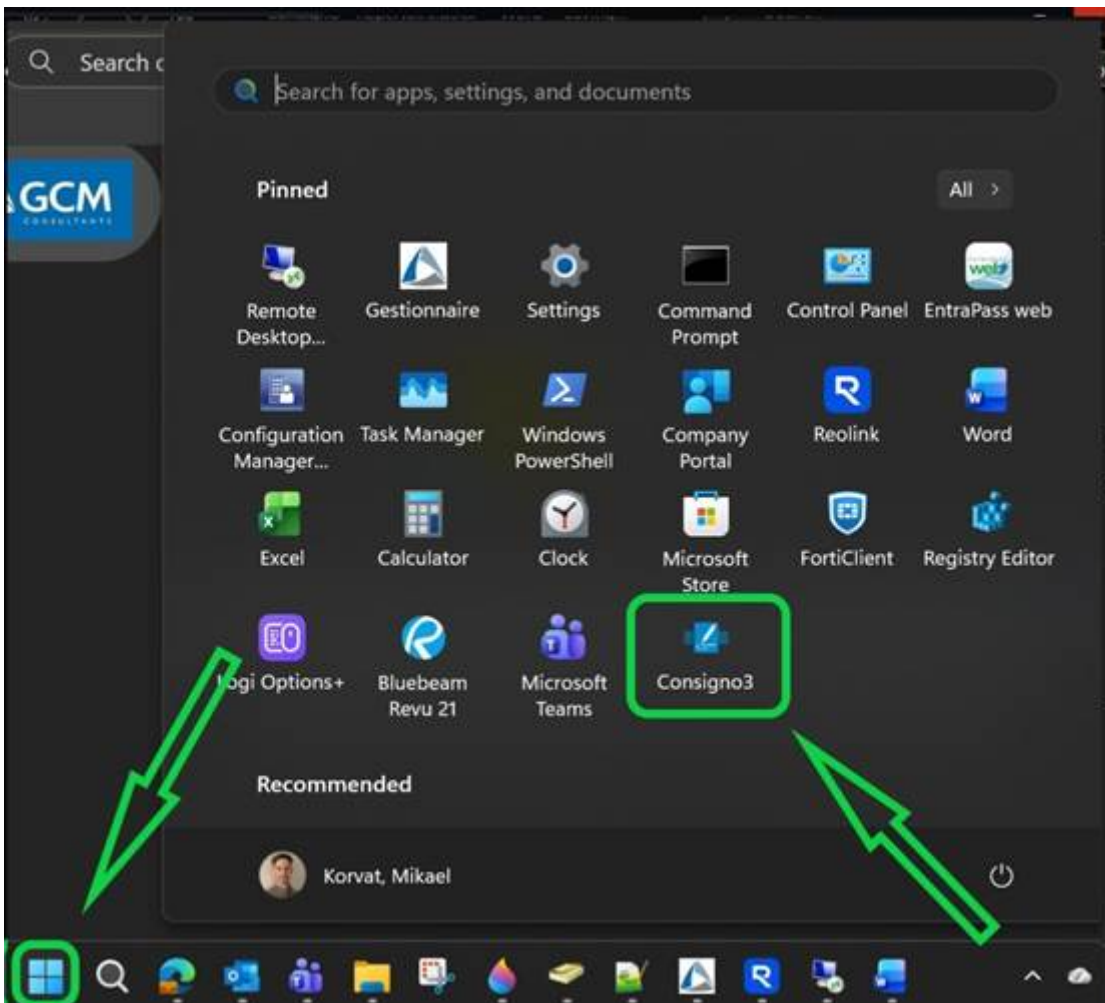 Search
GCM
CONSULTANTS
Search for apps, settings, and documents
Pinned
All
Remote
Desktop...
Gestionnaire
Settings
Command
Prompt
Control Panel
EntraPass web
Configuration
Manager...
Task Manager
Windows
PowerShell
Company
Portal
Reolink
Word
Excel
Calculator
Clock
Microsoft
Store
FortiClient
Registry Editor
Logi Options+
Bluebeam
Revu 21
Microsoft
Teams
Consigno3
Recommended
Korvat, Mikael